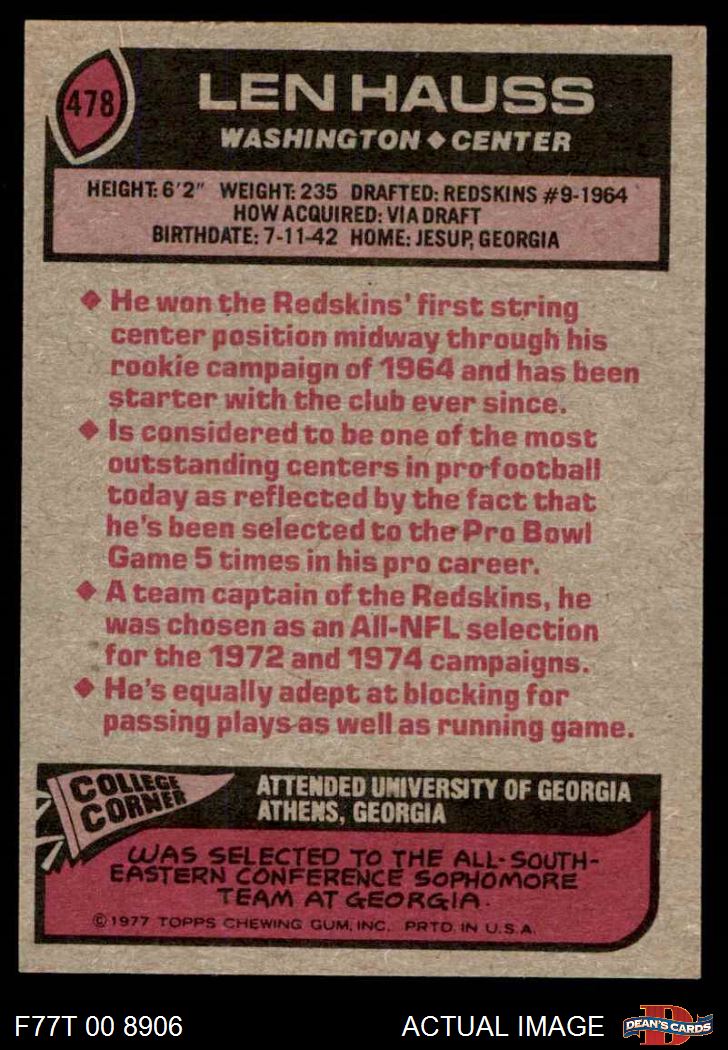 478
LEN HAUSS
WASHINGTON ◆ CENTER
HEIGHT: 6'2" WEIGHT: 235 DRAFTED: REDSKINS #9-1964
HOW ACQUIRED: VIA DRAFT
BIRTHDATE: 7-11-42 HOME: JESUP, GEORGIA
◆ He won the Redskins' first string
center position midway through his
rookie campaign of 1964 and has been
starter with the club ever since.
◆ Is considered to be one of the most
outstanding centers in pro football
today as reflected by the fact that
he's been selected to the Pro Bowl
Game 5 times in his pro career.
◆ A team captain of the Redskins, he
was chosen as an All-NFL selection
for the 1972 and 1974 campaigns.
◆ He's equally adept at blocking for
passing plays as well as running game.
COLLEGE
CORNER
ATTENDED UNIVERSITY OF GEORGIA
ATHENS, GEORGIA
WAS SELECTED TO THE ALL-SOUTH-
EASTERN CONFERENCE SOPHOMORE
TEAM AT GEORGIA.
© 1977 TOPPS CHEWING GUM, INC. PRTD. IN U.S.A.
F77T 00 8906
ACTUAL IMAGE
D
DEAN'S CARDS